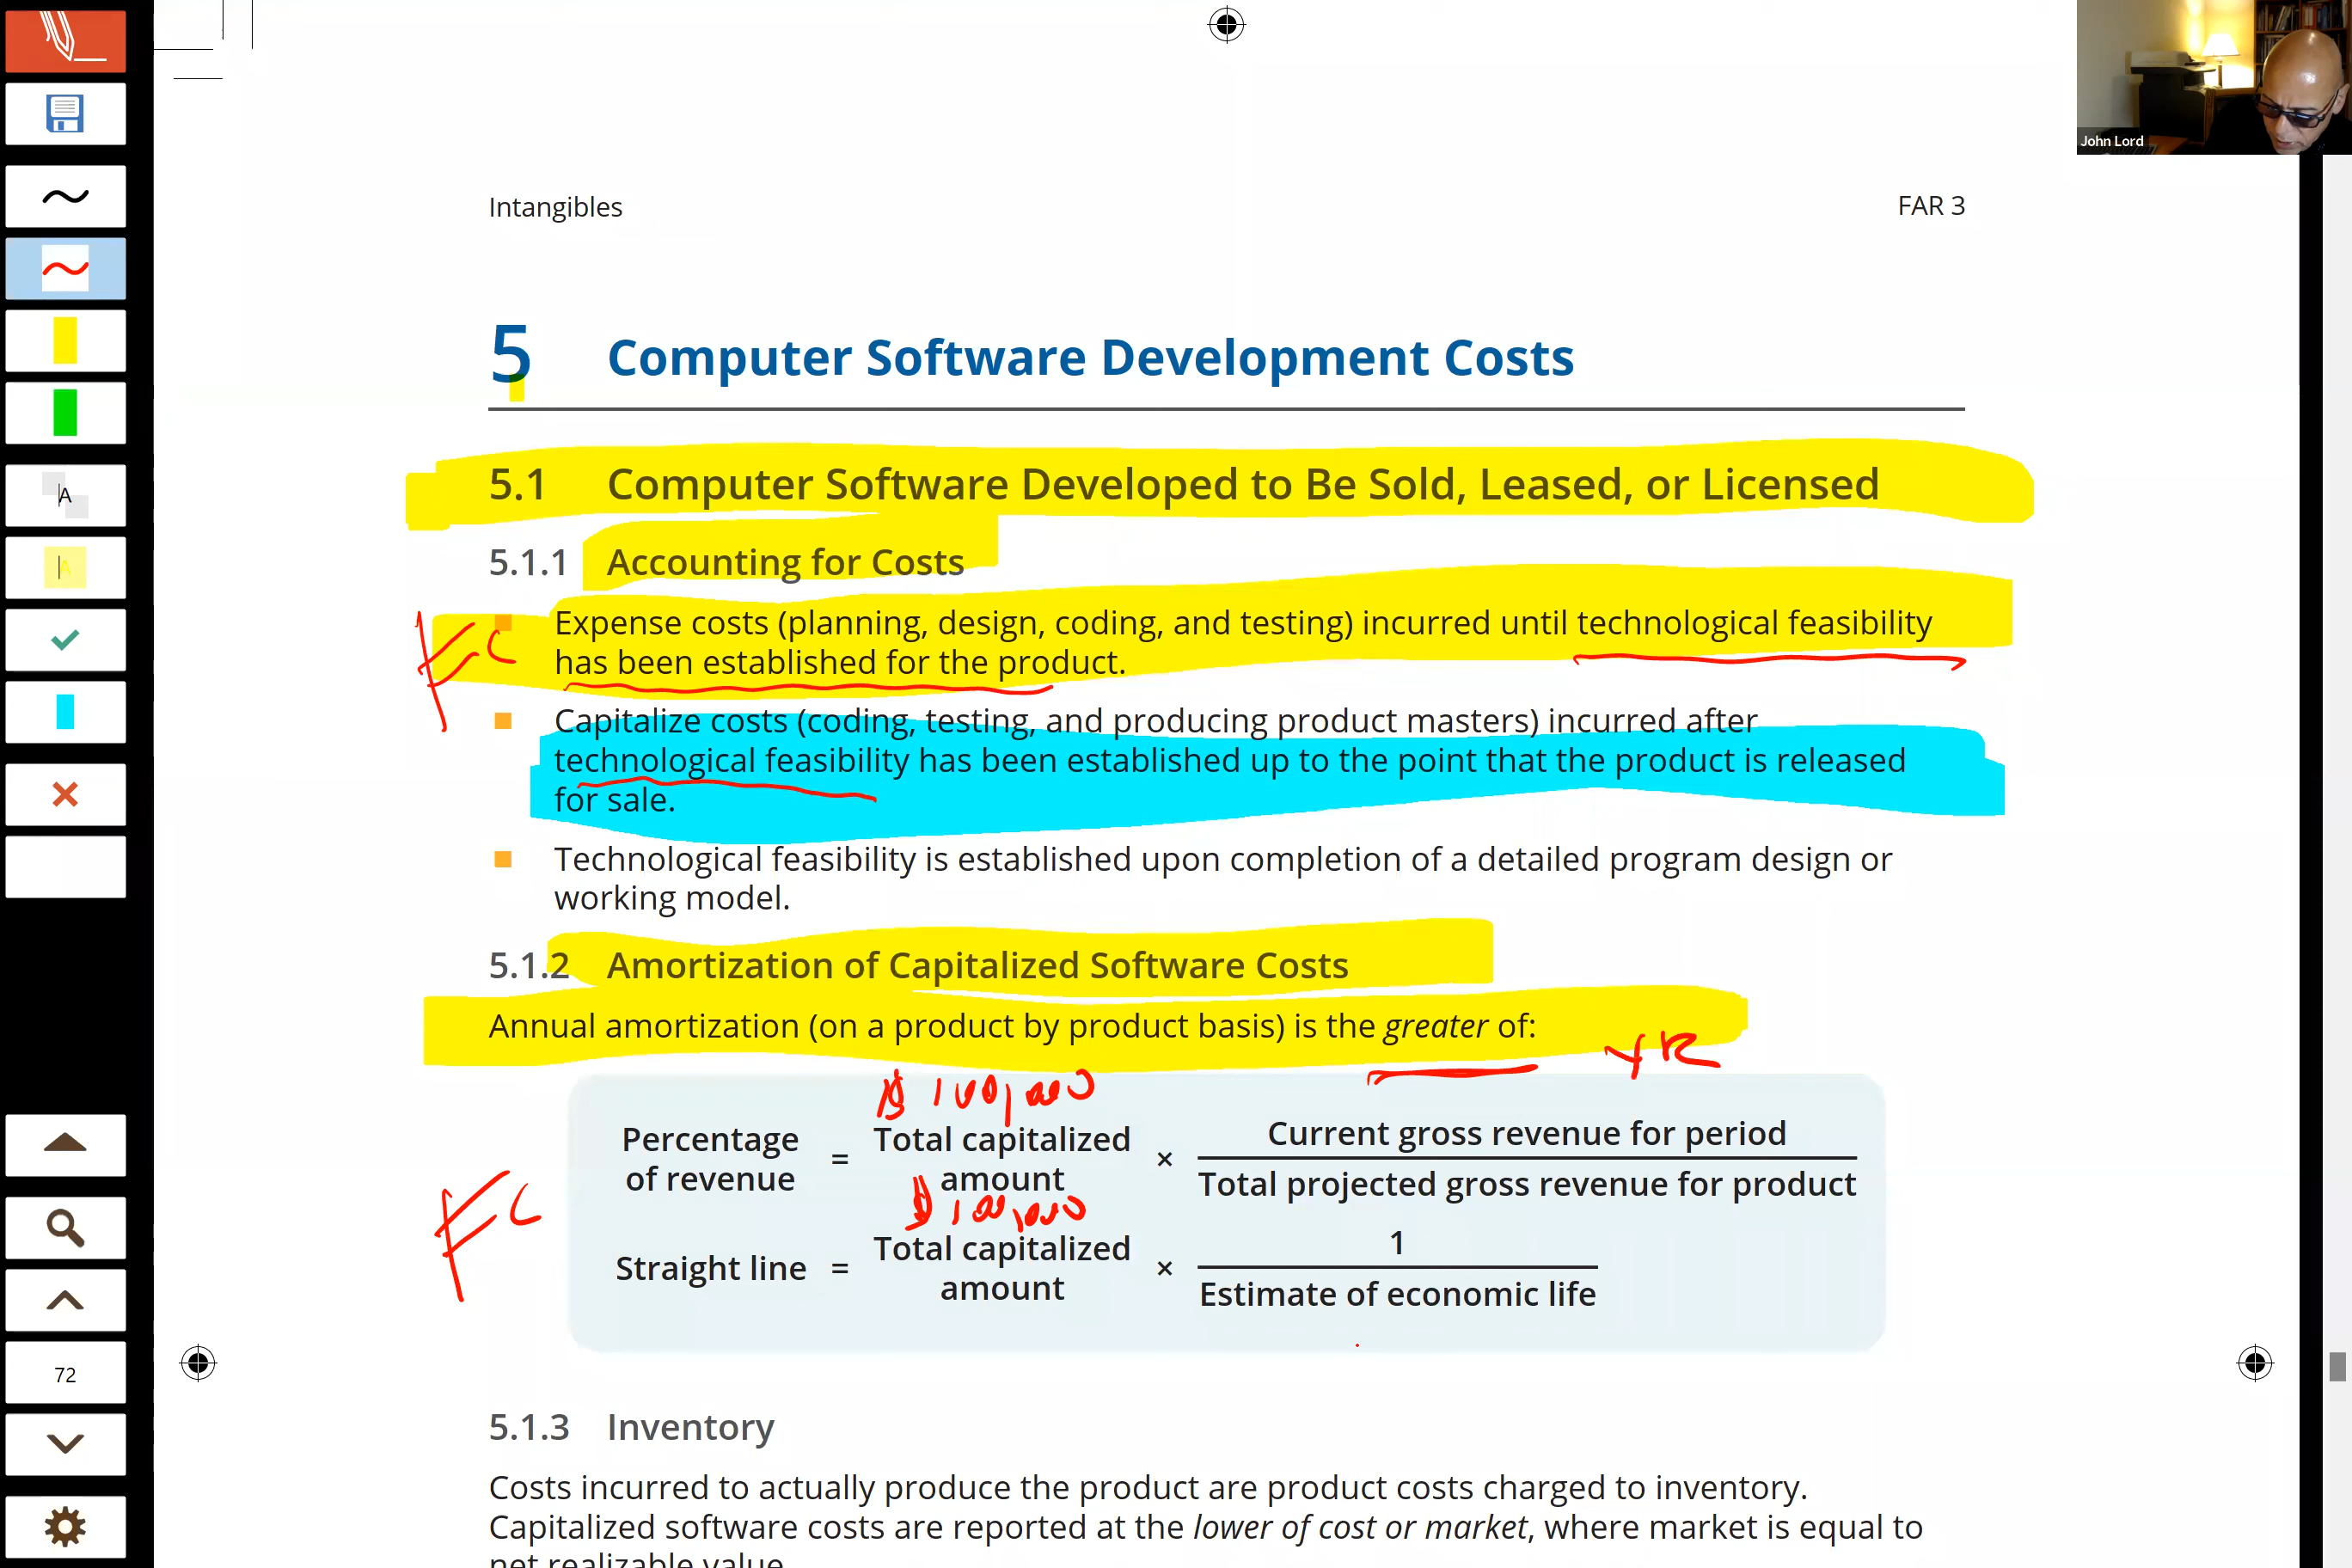 John Lord
Intangibles
FAR 3
5 Computer Software Development Costs
5.1 Computer Software Developed to Be Sold, Leased, or Licensed
5.1.1 Accounting for Costs
FC
Expense costs (planning, design, coding, and testing) incurred until technological feasibility
has been established for the product.
Capitalize costs (coding, testing, and producing product masters) incurred after
technological feasibility has been established up to the point that the product is released
for sale.
Technological feasibility is established upon completion of a detailed program design or
working model.
5.1.2 Amortization of Capitalized Software Costs
Annual amortization (on a product by product basis) is the greater of:
YR
$100,000
Percentage
of revenue
=
Total capitalized
amount
×
Current gross revenue for period
Total projected gross revenue for product
FC
$100,000
Straight line
=
Total capitalized
amount
×
1
Estimate of economic life
72
5.1.3 Inventory
Costs incurred to actually produce the product are product costs charged to inventory.
Capitalized software costs are reported at the lower of cost or market, where market is equal to
net realizable value.
A
A